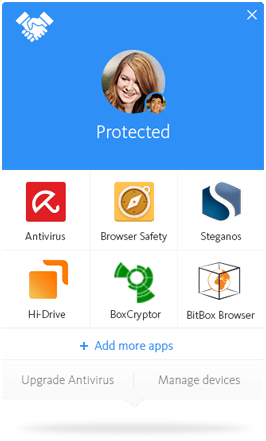 Protected
Antivirus
Browser Safety
Steganos
Hi-Drive
BoxCryptor
BitBox Browser
+ Add more apps
Upgrade Antivirus
Manage devices